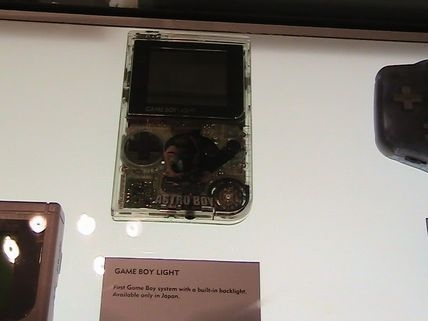 GAME BOY LIGHT
ASTRO BOY
GAME BOY LIGHT
First Game Boy system with a built-in backlight.
Available only in Japan.